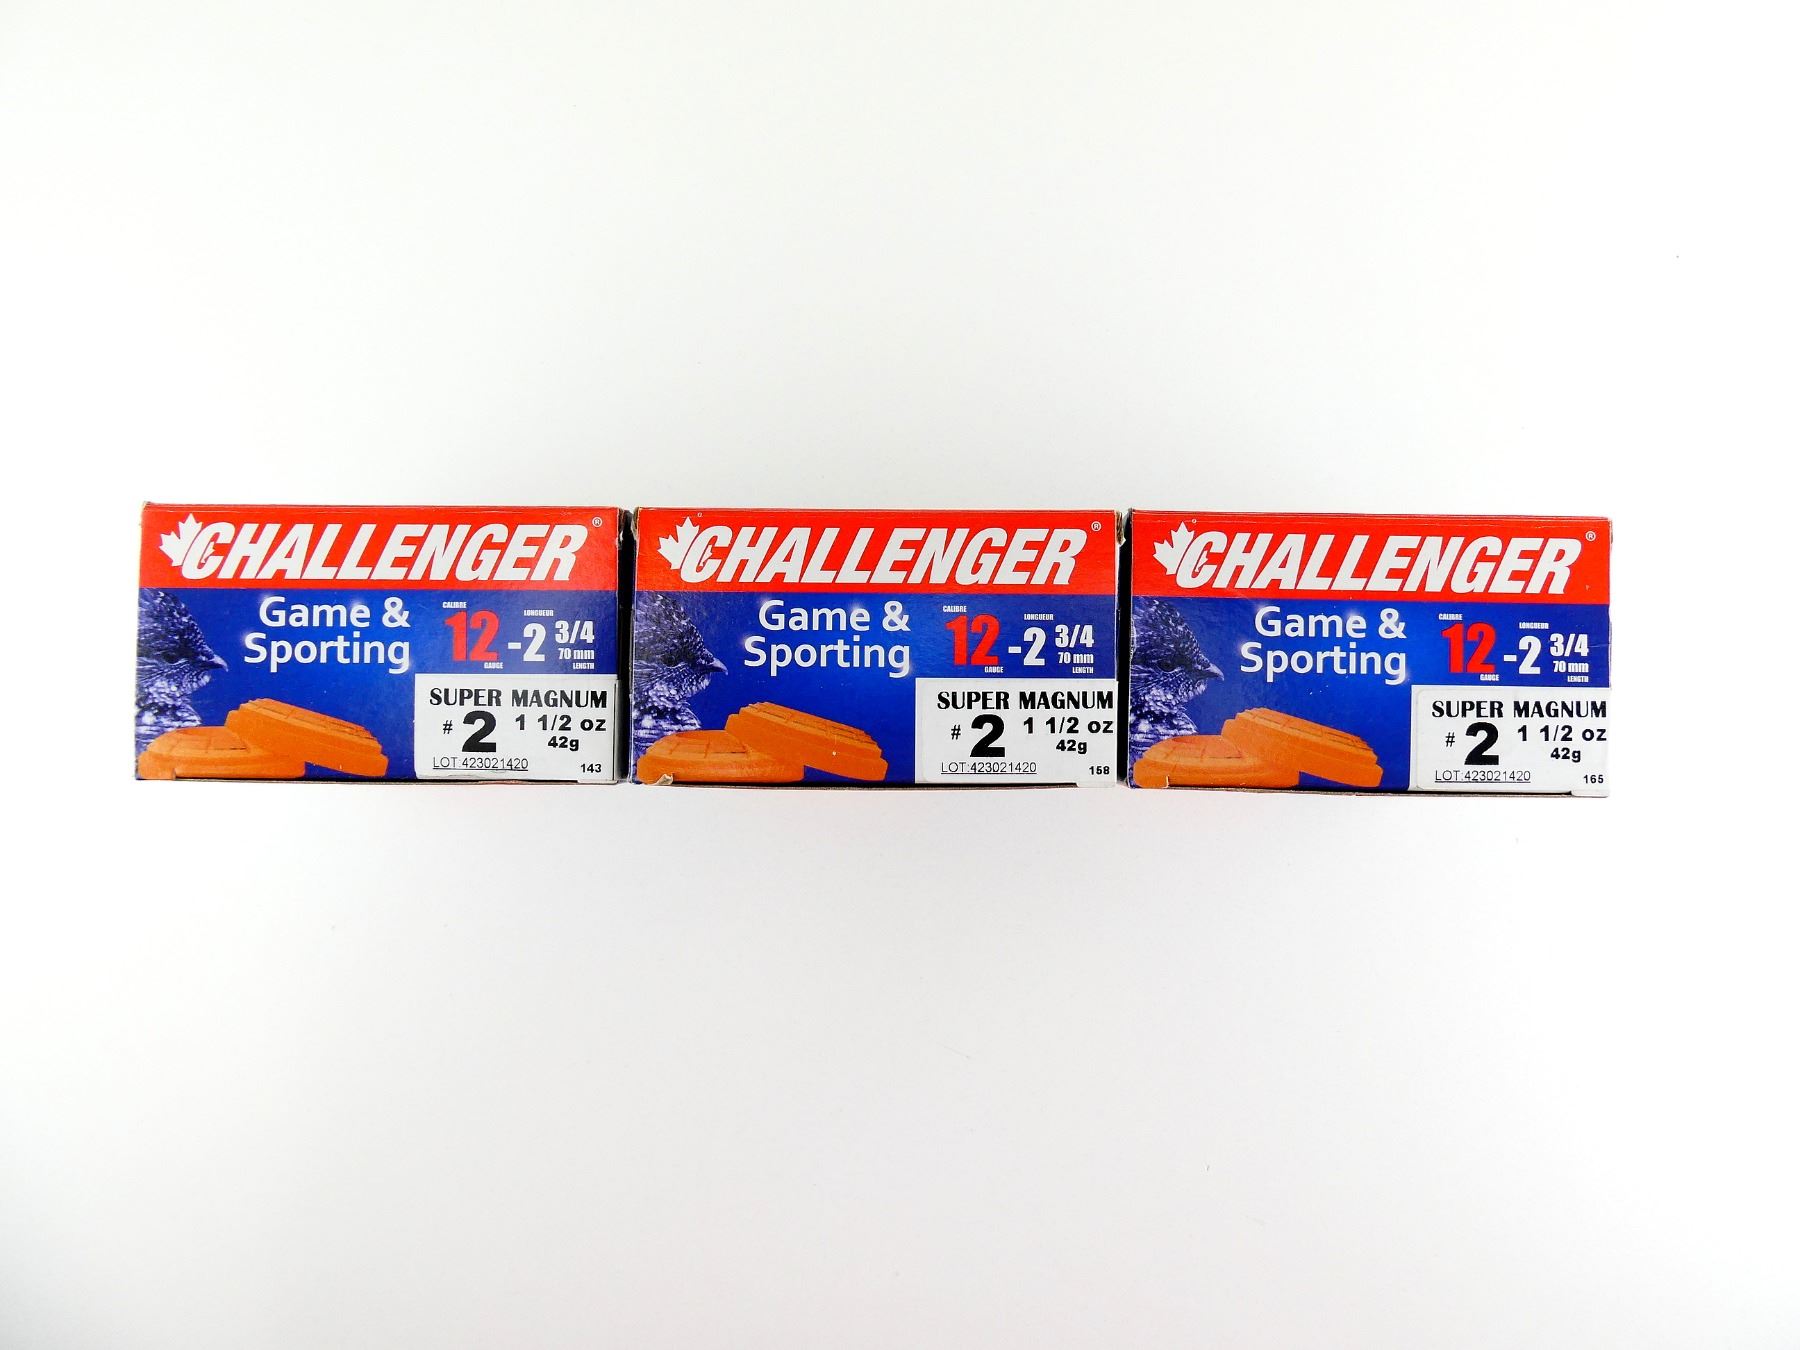 CHALLENGER®
Game &
Sporting
CALIBRE
12
GAUGE
LONGUEUR
-2 3/4
70 mm
LENGTH
SUPER MAGNUM
# 2 1 1/2 oz
42g
LOT:423021420
143
CHALLENGER®
Game &
Sporting
CALIBRE
12
GAUGE
LONGUEUR
-2 3/4
70 mm
LENGTH
SUPER MAGNUM
# 2 1 1/2 oz
42g
LOT:423021420
158
CHALLENGER®
Game &
Sporting
CALIBRE
12
GAUGE
LONGUEUR
-2 3/4
70 mm
LENGTH
SUPER MAGNUM
# 2 1 1/2 oz
42g
LOT:423021420
165